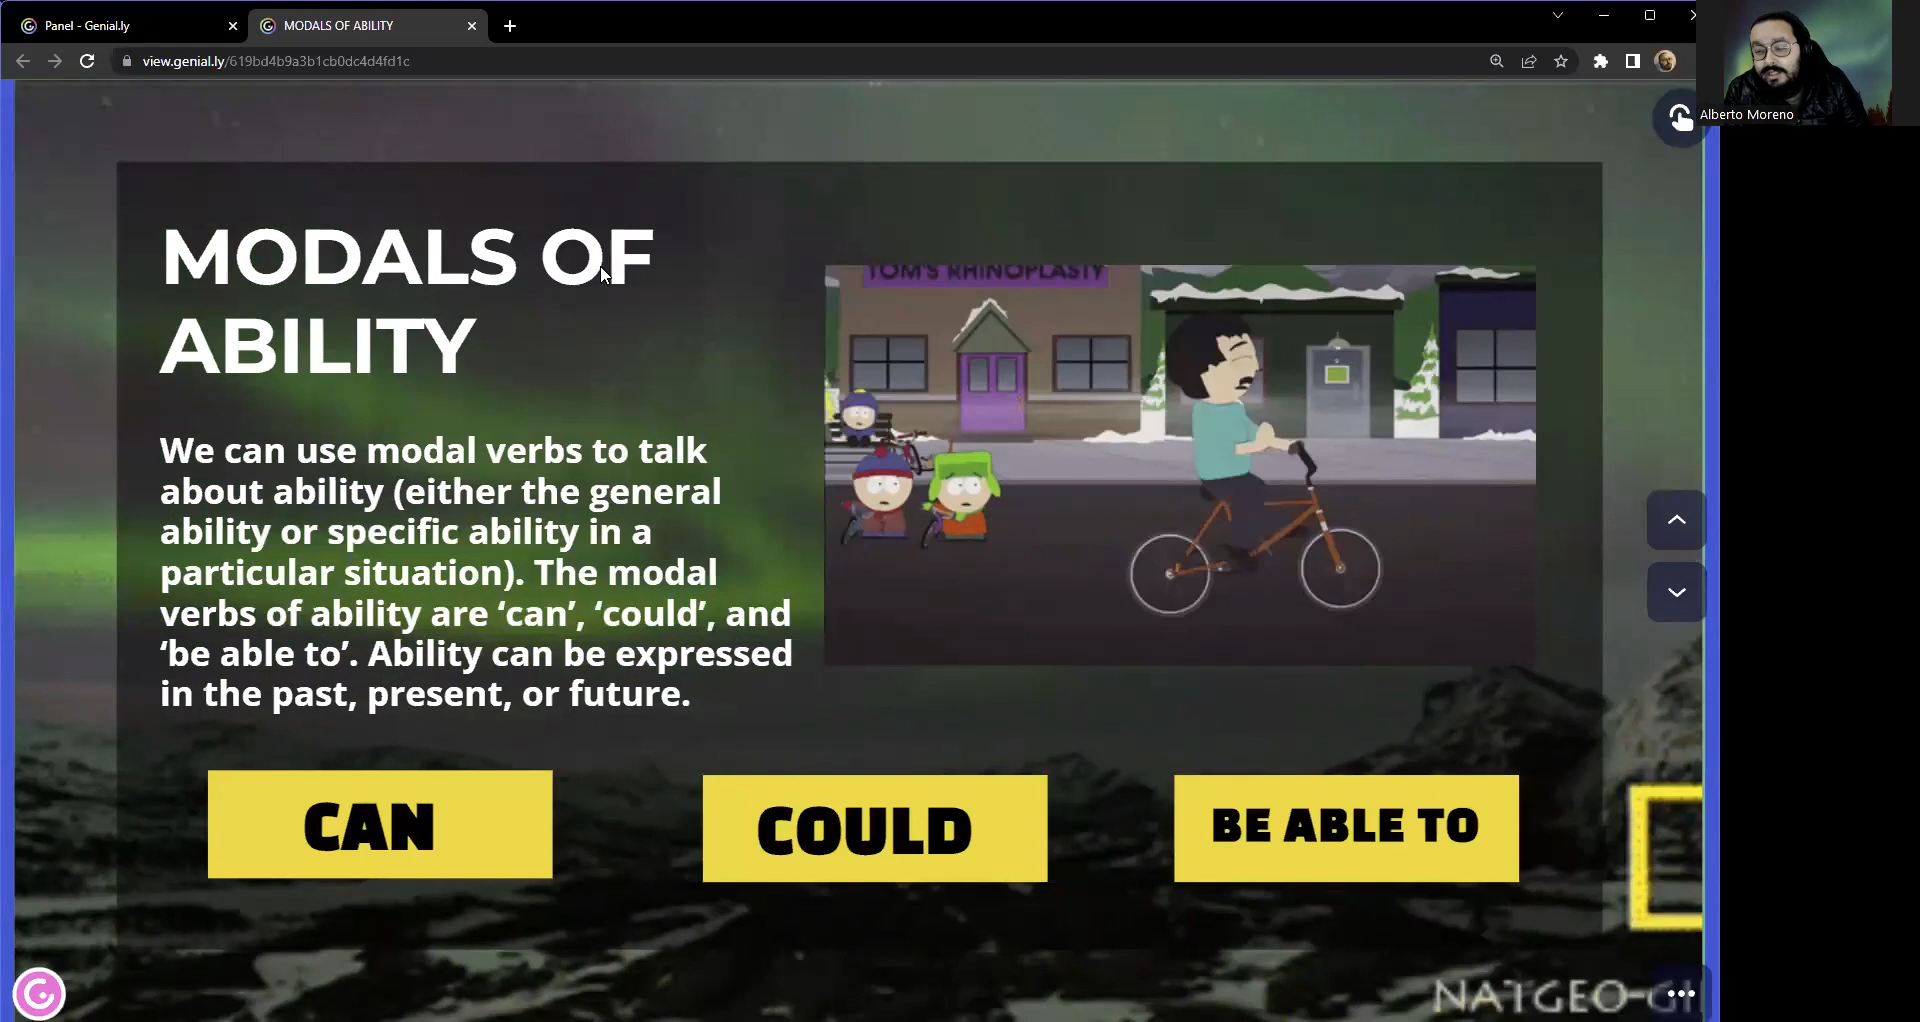 Panel - Genial.ly
MODALS OF ABILITY
view.genial.ly/619bd4b9a3b1cb0dc4d4fd1c
Alberto Moreno
MODALS OF
ABILITY
TOM'S RHINOPLASTY
We can use modal verbs to talk
about ability (either the general
ability or specific ability in a
particular situation). The modal
verbs of ability are ‘can’, ‘could’, and
‘be able to’. Ability can be expressed
in the past, present, or future.
CAN
COULD
BE ABLE TO
NATGEO-GI